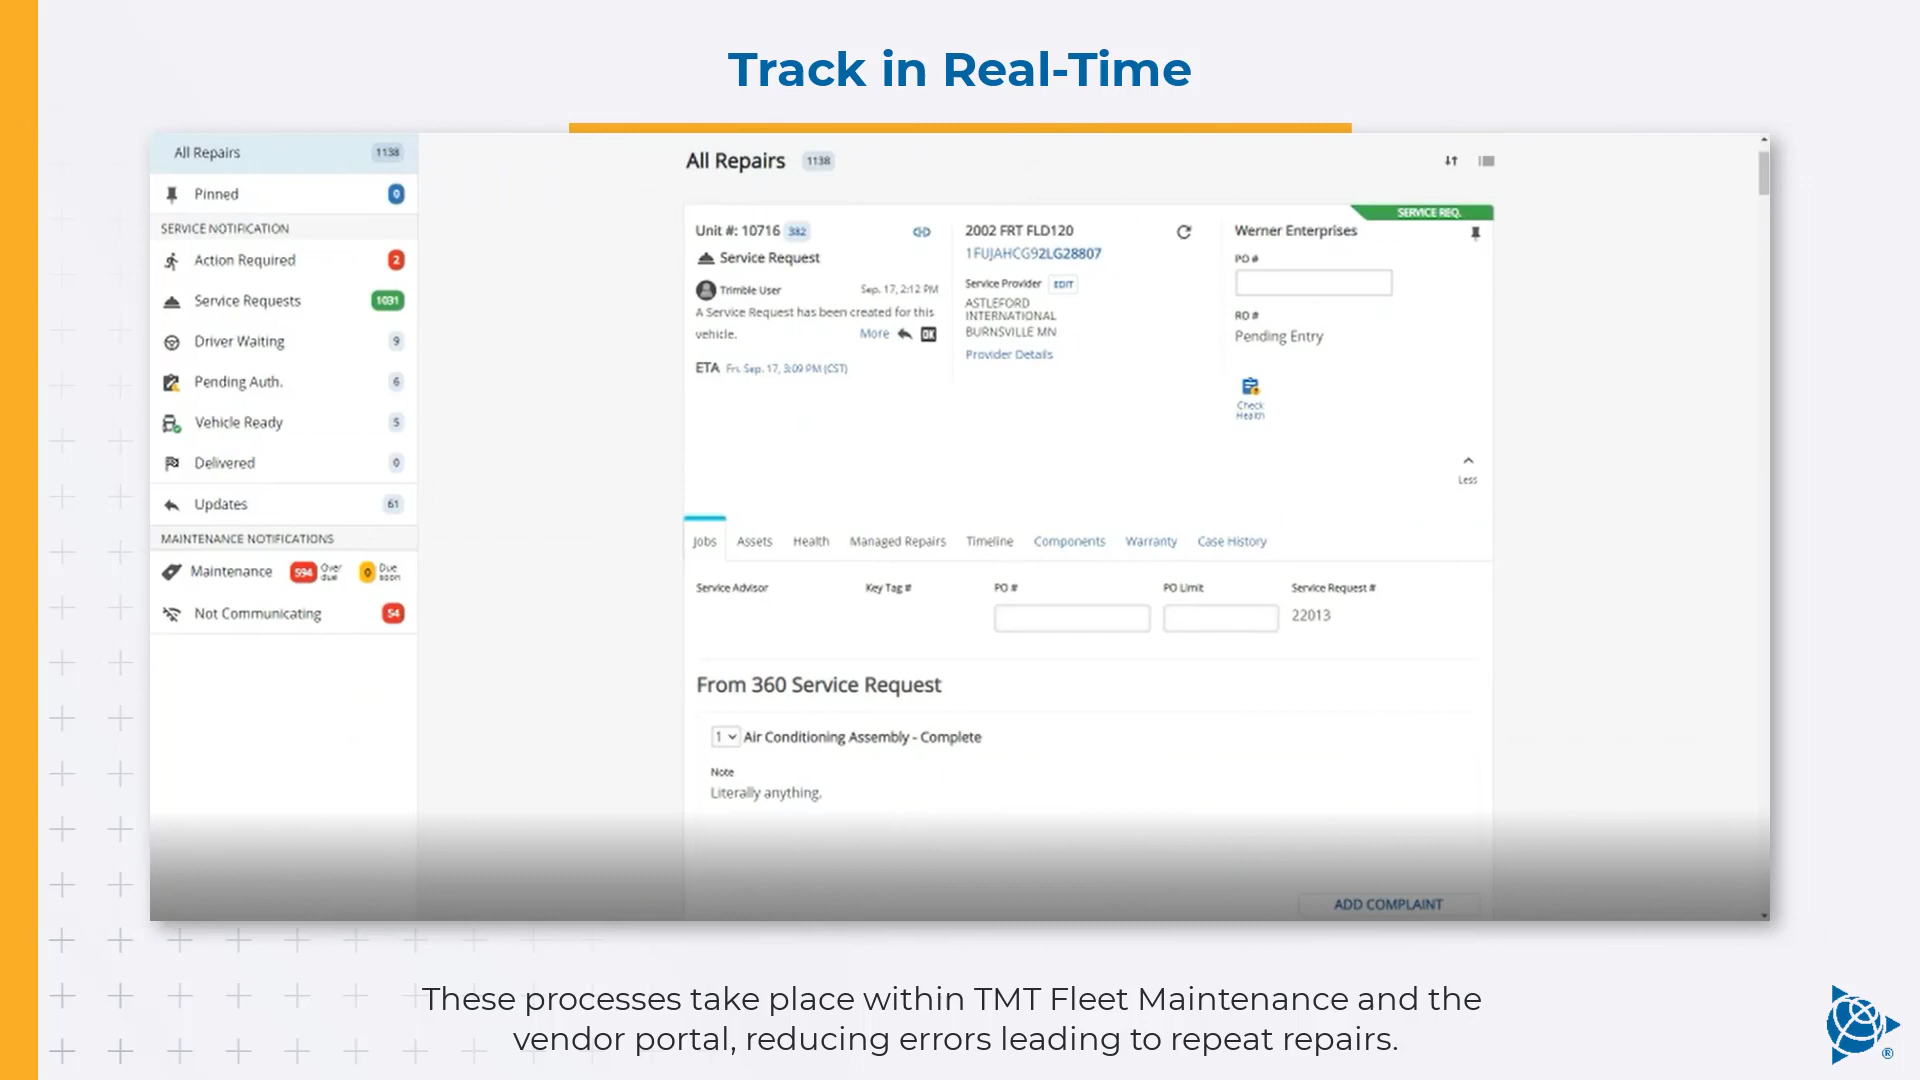 Track in Real-Time
All Repairs 1138
Pinned 0
SERVICE NOTIFICATION
Action Required 2
Service Requests 1031
Driver Waiting 9
Pending Auth. 6
Vehicle Ready 5
Delivered 0
Updates 61
MAINTENANCE NOTIFICATIONS
Maintenance 594 Over due 0 Due soon
Not Communicating 54
All Repairs 1138
SERVICE REQ.
Unit #: 10716 382
Service Request
Trimble User Sep. 17, 2:12 PM
A Service Request has been created for this
vehicle. More OK
ETA Fri. Sep. 17, 3:09 PM (CST)
2002 FRT FLD120
1FUJAHCG92LG28807
Service Provider EDIT
ASTLEFORD
INTERNATIONAL
BURNSVILLE MN
Provider Details
Werner Enterprises
PO #
RO #
Pending Entry
Check
Health
Less
Jobs Assets Health Managed Repairs Timeline Components Warranty Case History
Service Advisor Key Tag # PO # PO Limit Service Request #
22013
From 360 Service Request
1 Air Conditioning Assembly - Complete
Note
Literally anything.
ADD COMPLAINT
These processes take place within TMT Fleet Maintenance and the
vendor portal, reducing errors leading to repeat repairs.
®